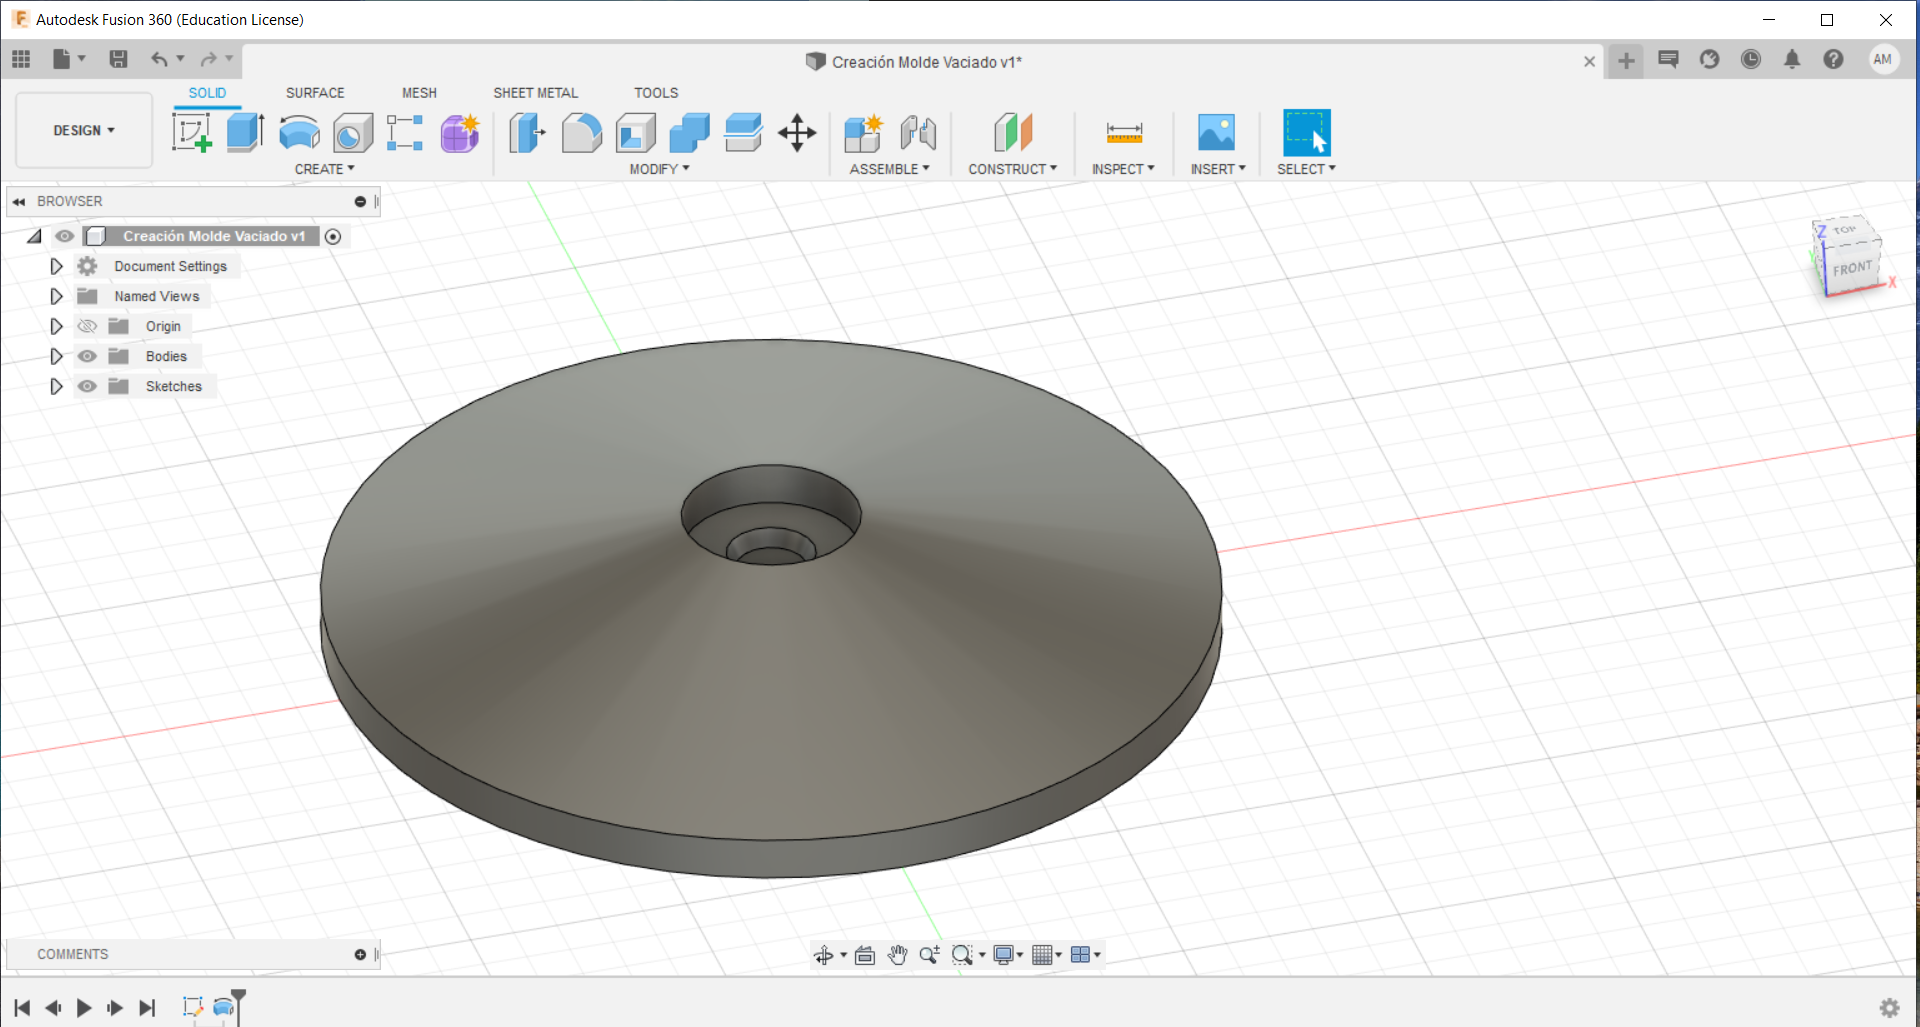 Autodesk Fusion 360 (Education License)
Creación Molde Vaciado v1*
AM
SOLID SURFACE MESH SHEET METAL TOOLS
DESIGN
CREATE MODIFY ASSEMBLE CONSTRUCT INSPECT INSERT SELECT
BROWSER
Creación Molde Vaciado v1
Document Settings
Named Views
Origin
Bodies
Sketches
Z TOP
FRONT
X
COMMENTS